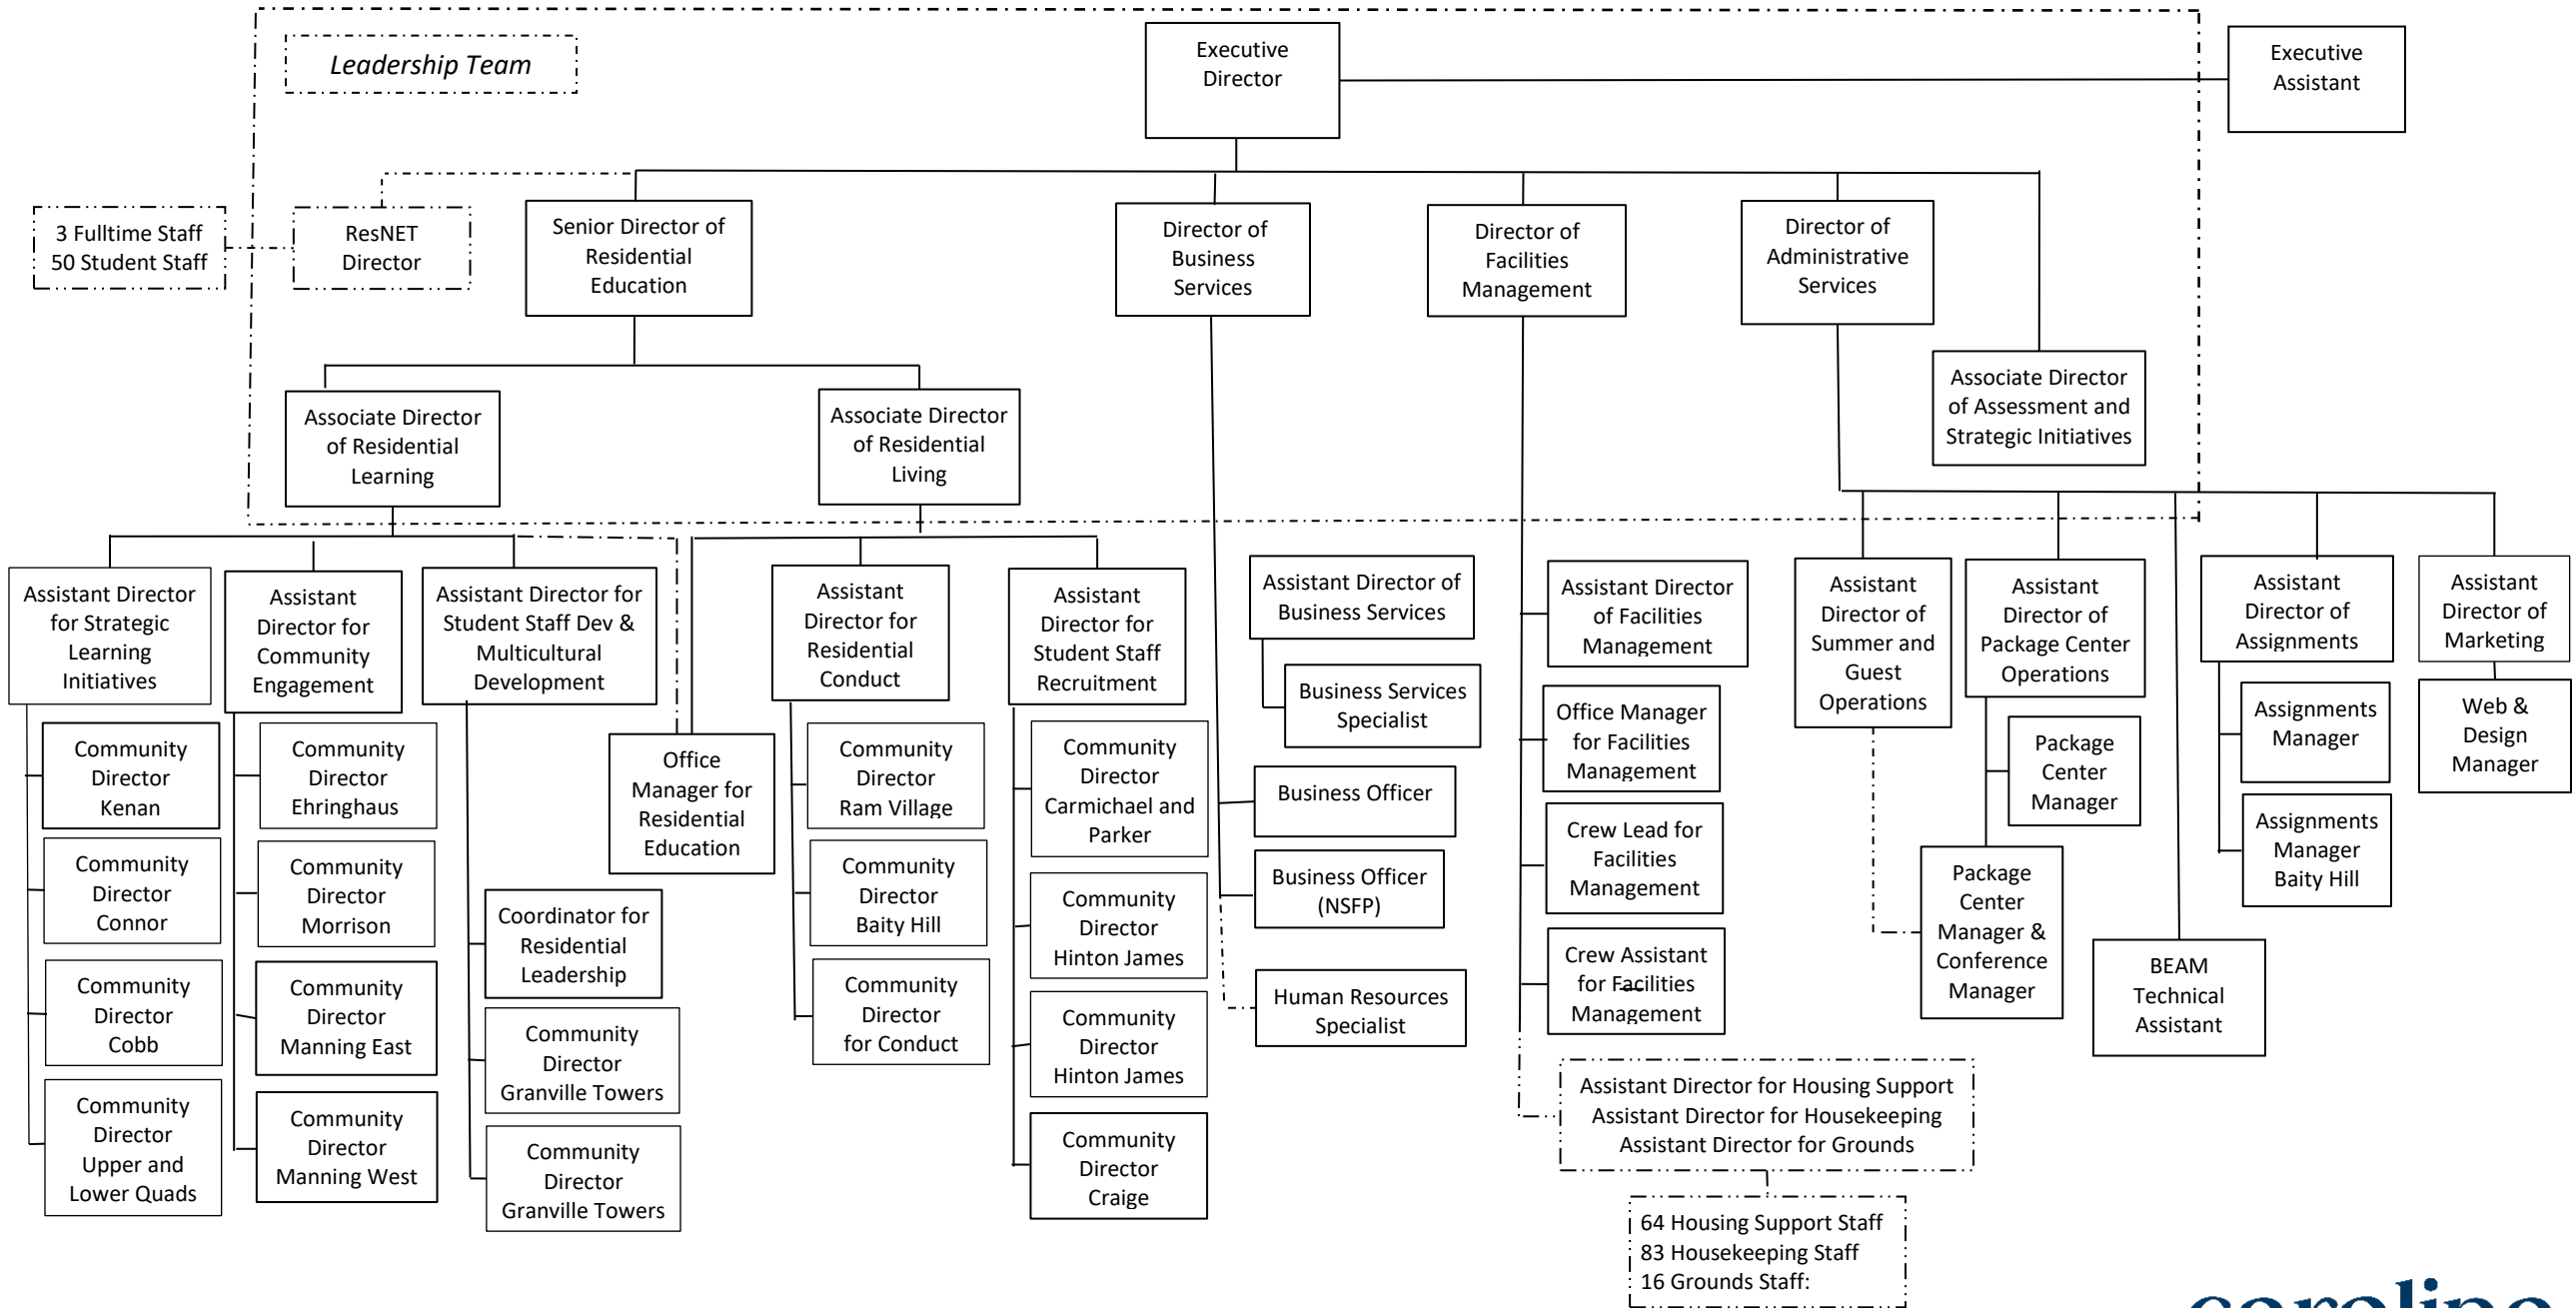 Leadership Team
Executive
Director
Executive
Assistant
3 Fulltime Staff
50 Student Staff
ResNET
Director
Senior Director of
Residential
Education
Director of
Business
Services
Director of
Facilities
Management
Director of
Administrative
Services
Associate Director
of Assessment and
Strategic Initiatives
Associate Director
of Residential
Learning
Associate Director
of Residential
Living
Assistant Director
for Strategic
Learning
Initiatives
Assistant
Director for
Community
Engagement
Assistant Director for
Student Staff Dev &
Multicultural
Development
Assistant
Director for
Residential
Conduct
Assistant
Director for
Student Staff
Recruitment
Assistant Director of
Business Services
Business Services
Specialist
Assistant Director
of Facilities
Management
Assistant
Director of
Summer and
Guest
Operations
Assistant
Director of
Package Center
Operations
Assistant
Director of
Assignments
Assistant
Director of
Marketing
Community
Director
Kenan
Community
Director
Connor
Community
Director
Cobb
Community
Director
Upper and
Lower Quads
Community
Director
Ehringhaus
Community
Director
Morrison
Community
Director
Manning East
Community
Director
Manning West
Coordinator for
Residential
Leadership
Community
Director
Granville Towers
Community
Director
Granville Towers
Office
Manager for
Residential
Education
Community
Director
Ram Village
Community
Director
Baity Hill
Community
Director
for Conduct
Community
Director
Carmichael and
Parker
Community
Director
Hinton James
Community
Director
Hinton James
Community
Director
Craige
Business Officer
Business Officer
(NSFP)
Human Resources
Specialist
Office Manager
for Facilities
Management
Crew Lead for
Facilities
Management
Crew Assistant
for Facilities
Management
Assistant Director for Housing Support
Assistant Director for Housekeeping
Assistant Director for Grounds
64 Housing Support Staff
83 Housekeeping Staff
16 Grounds Staff:
Package
Center
Manager
Package
Center
Manager &
Conference
Manager
BEAM
Technical
Assistant
Assignments
Manager
Assignments
Manager
Baity Hill
Web &
Design
Manager